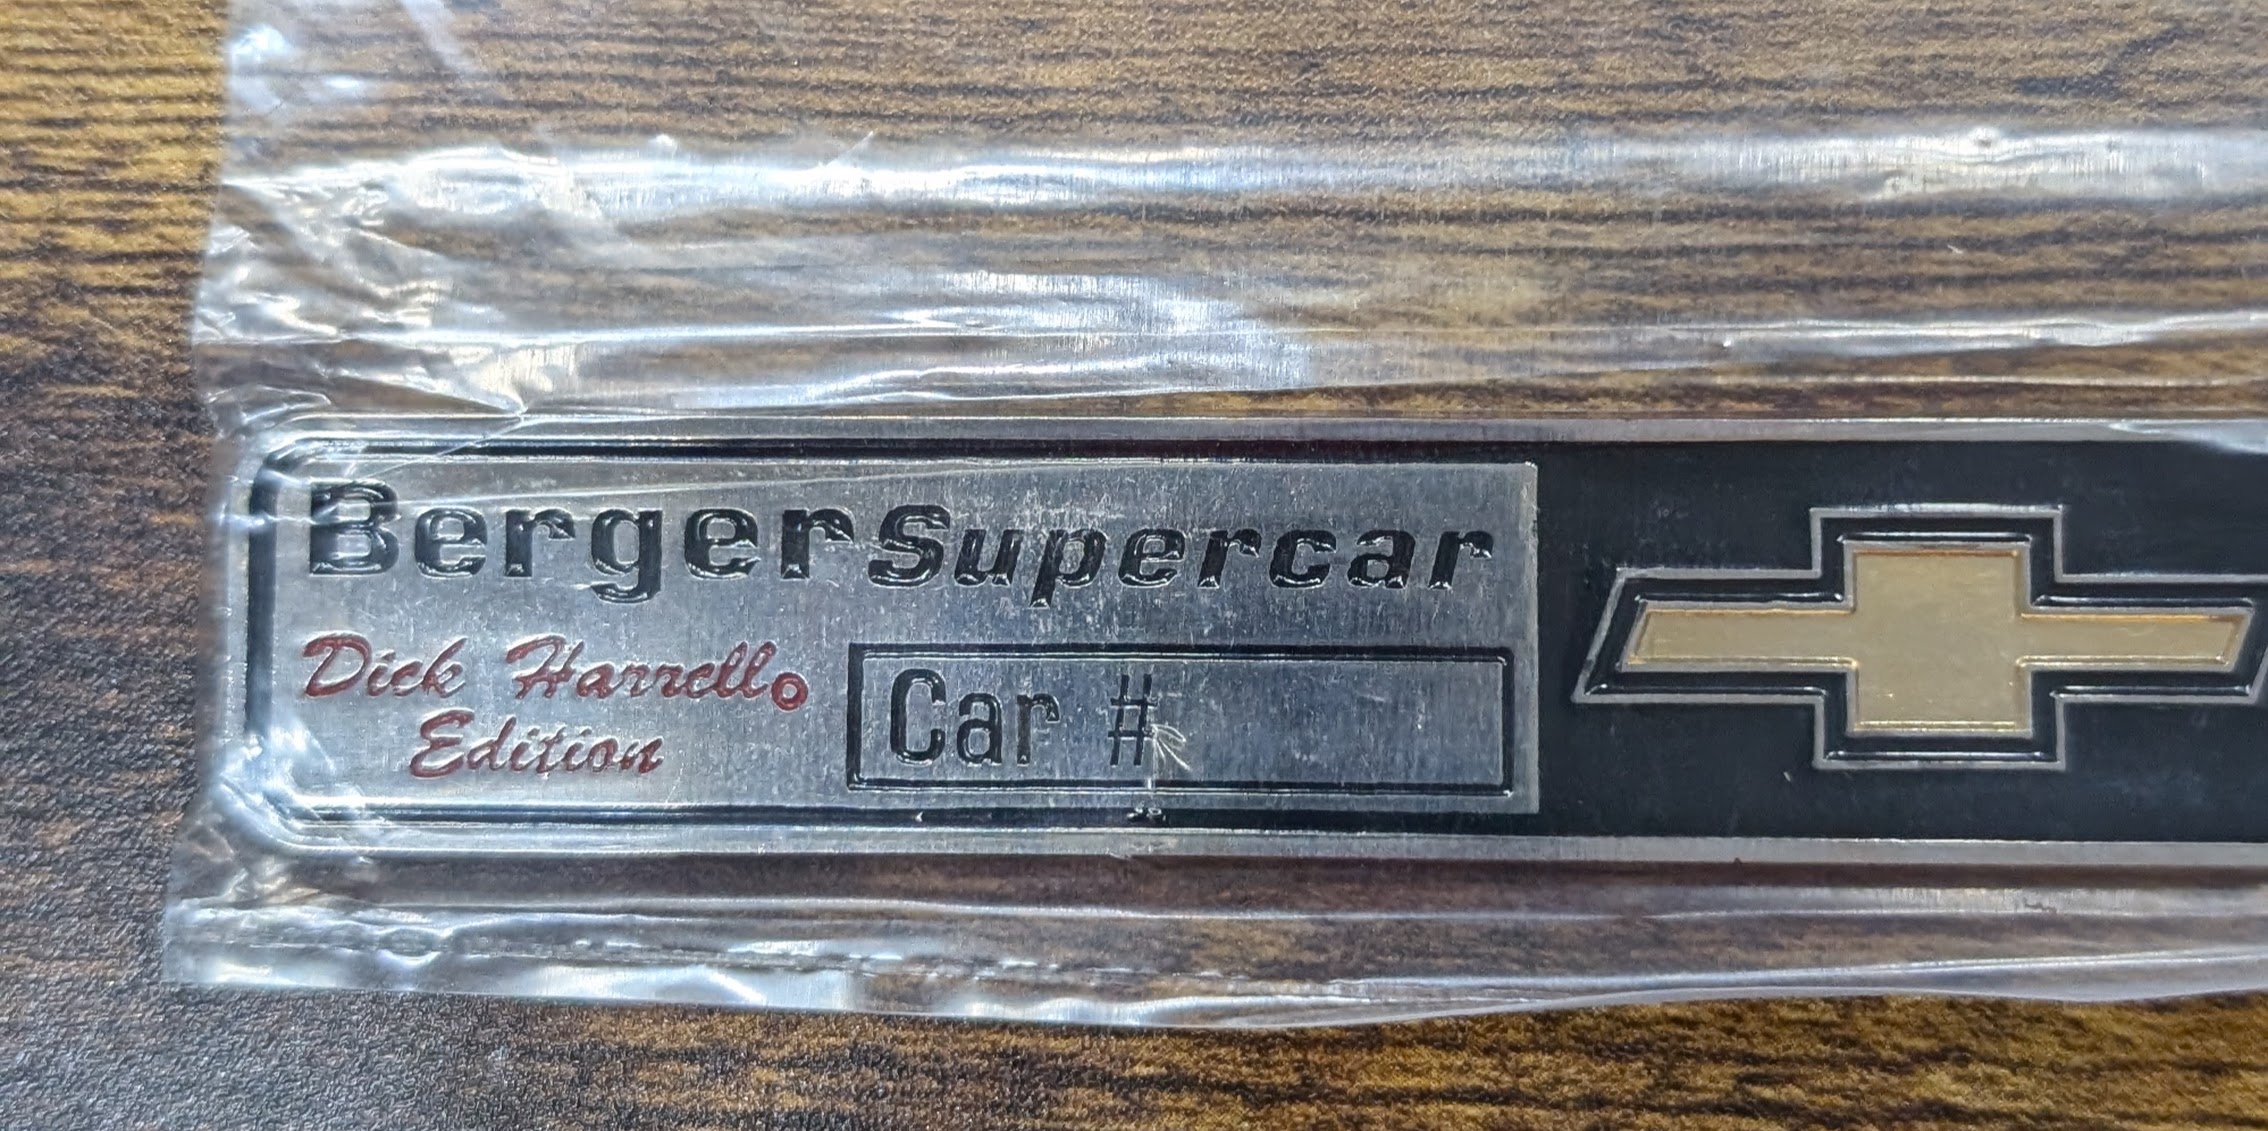 Berger Supercar
Dick Harrell
Edition
Car #